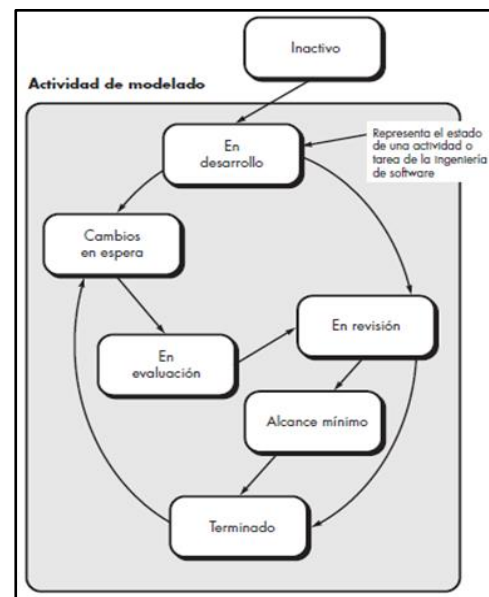 Inactivo
Actividad de modelado
En
desarrollo
Representa el estado
de una actividad o
tarea de la ingeniería
de software
Cambios
en espera
En revisión
En
evaluación
Alcance mínimo
Terminado